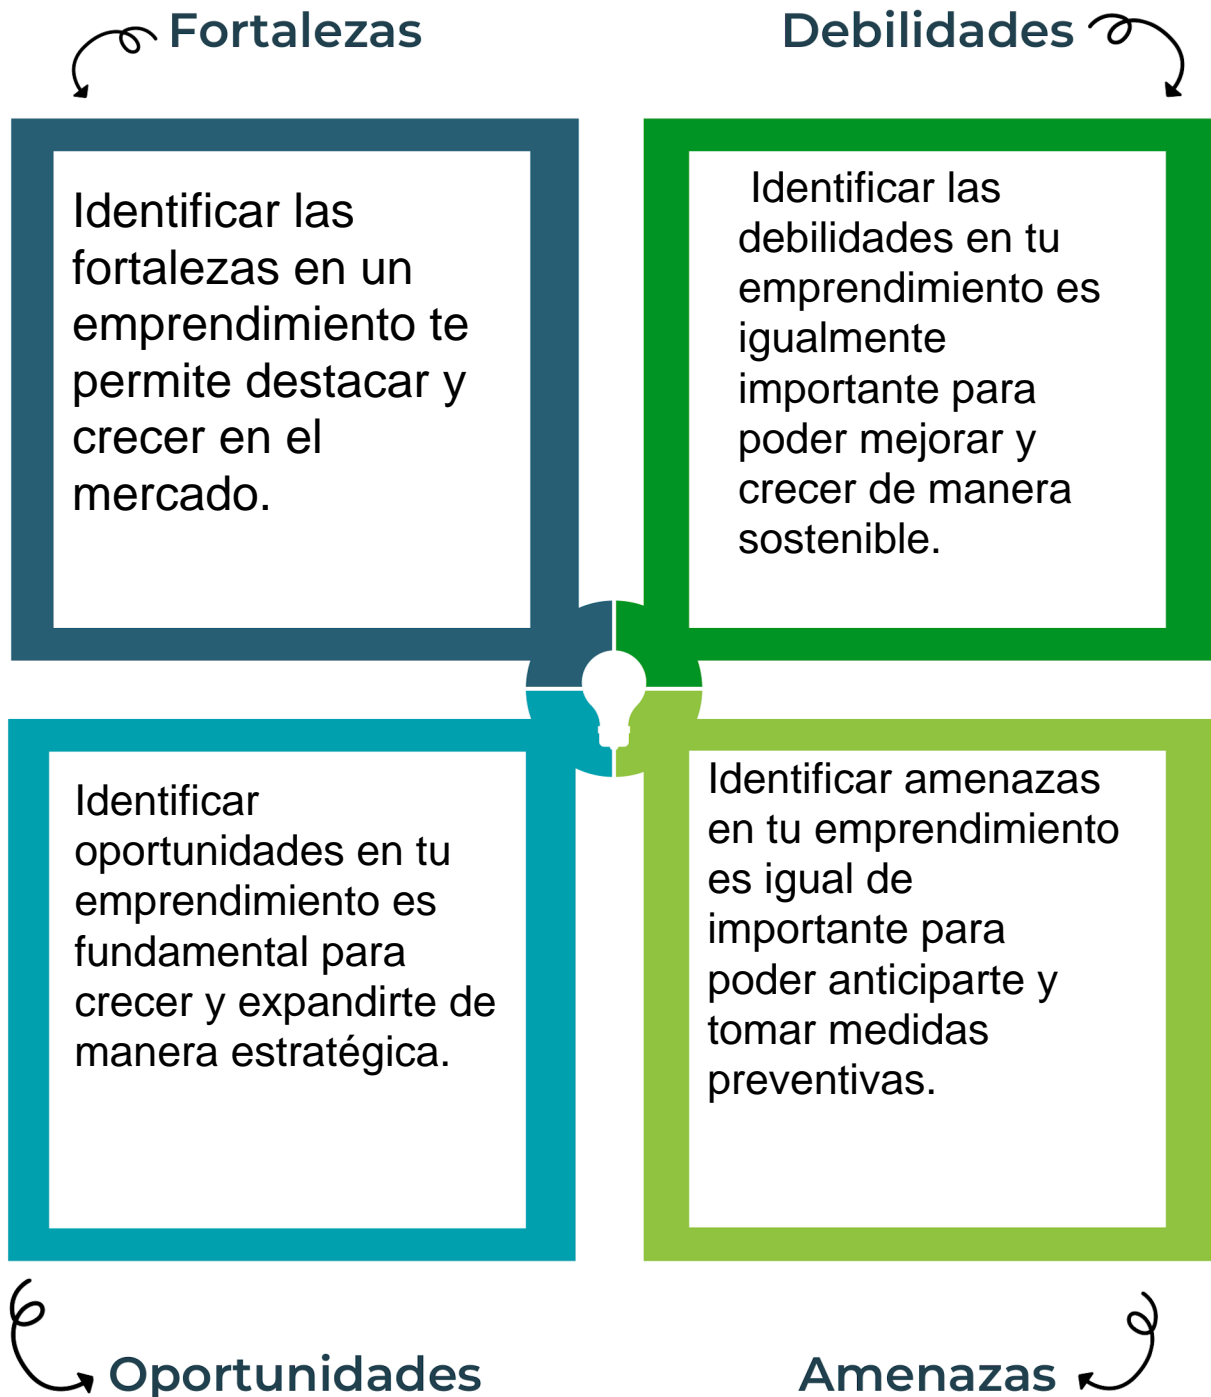 Fortalezas
Identificar las
fortalezas en un
emprendimiento te
permite destacar y
crecer en el
mercado.
Debilidades
Identificar las
debilidades en tu
emprendimiento es
igualmente
importante para
poder mejorar y
crecer de manera
sostenible.
Identificar
oportunidades en tu
emprendimiento es
fundamental para
crecer y expandirte de
manera estratégica.
Oportunidades
Identificar amenazas
en tu emprendimiento
es igual de
importante para
poder anticiparte y
tomar medidas
preventivas.
Amenazas